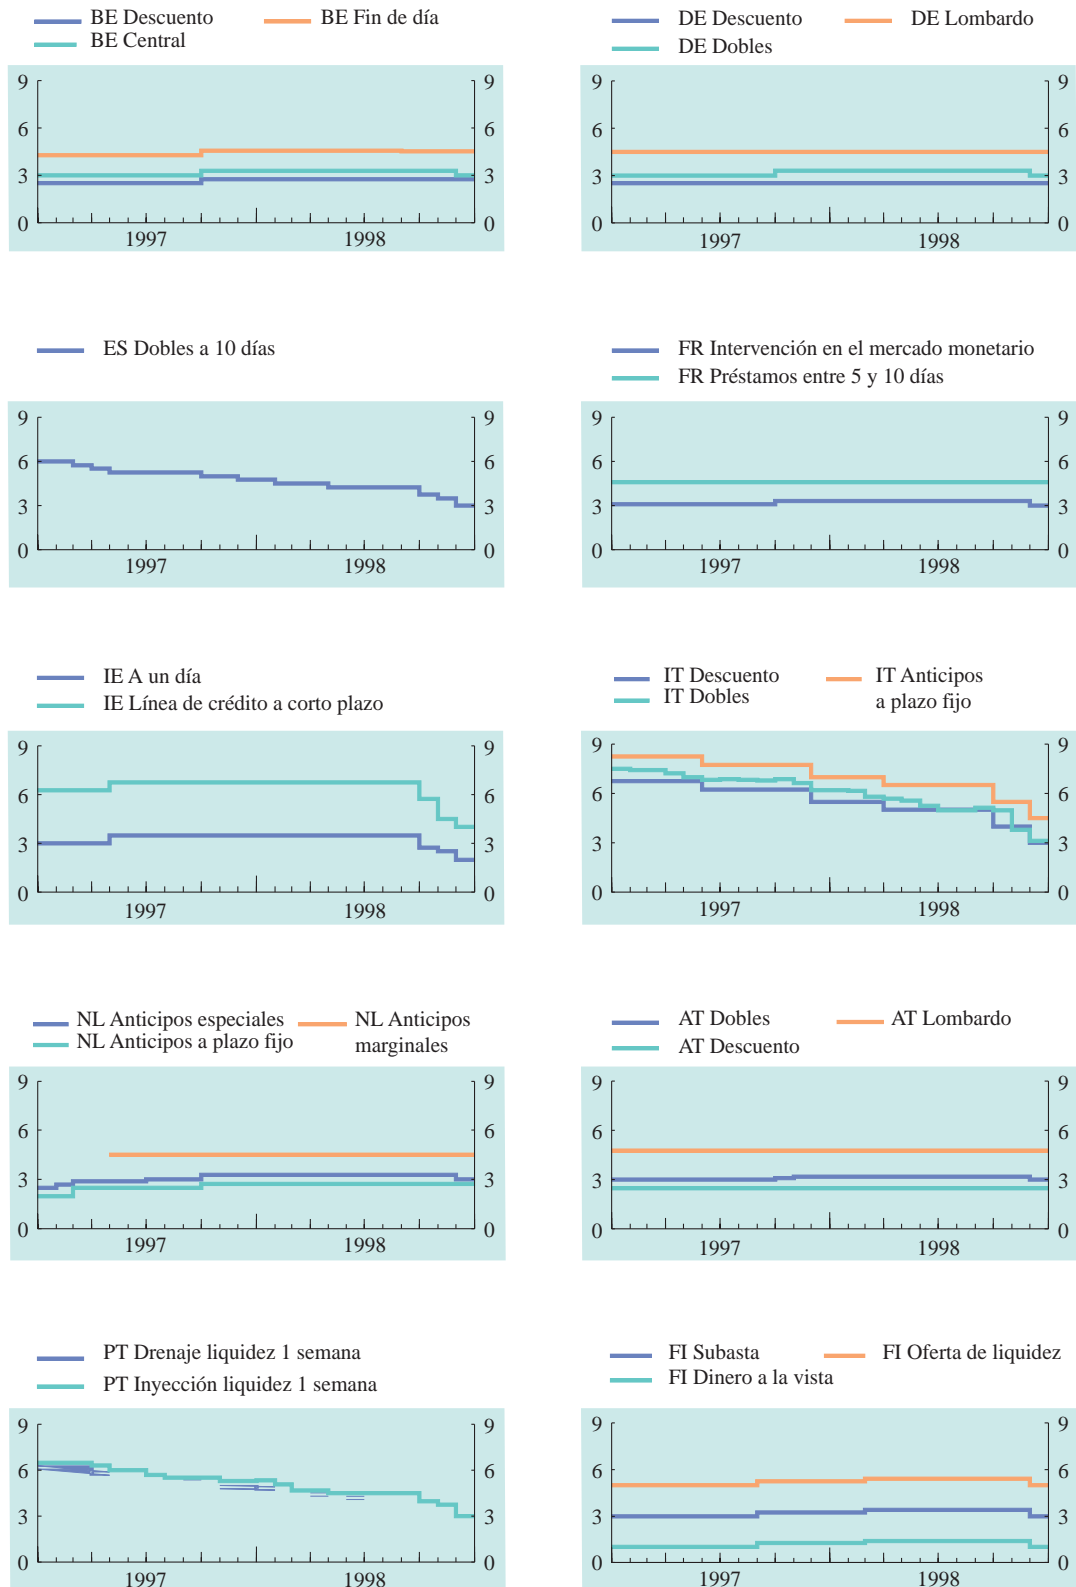 BE Descuento
BE Fin de día
BE Central
9 9
6 6
3 3
0 0
1997 1998
DE Descuento
DE Lombardo
DE Dobles
9 9
6 6
3 3
0 0
1997 1998
ES Dobles a 10 días
9 9
6 6
3 3
0 0
1997 1998
FR Intervención en el mercado monetario
FR Préstamos entre 5 y 10 días
9 9
6 6
3 3
0 0
1997 1998
IE A un día
IE Línea de crédito a corto plazo
9 9
6 6
3 3
0 0
1997 1998
IT Descuento
IT Dobles
IT Anticipos
a plazo fijo
9 9
6 6
3 3
0 0
1997 1998
NL Anticipos especiales
NL Anticipos a plazo fijo
NL Anticipos
marginales
9 9
6 6
3 3
0 0
1997 1998
AT Dobles
AT Lombardo
AT Descuento
9 9
6 6
3 3
0 0
1997 1998
PT Drenaje liquidez 1 semana
PT Inyección liquidez 1 semana
9 9
6 6
3 3
0 0
1997 1998
FI Subasta
FI Oferta de liquidez
FI Dinero a la vista
9 9
6 6
3 3
0 0
1997 1998